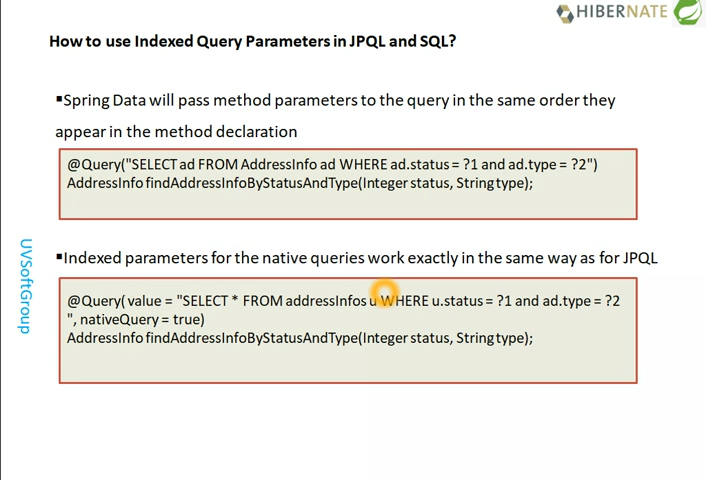 HIBERNATE
How to use Indexed Query Parameters in JPQL and SQL?
▪Spring Data will pass method parameters to the query in the same order they
appear in the method declaration
@Query("SELECT ad FROM AddressInfo ad WHERE ad.status = ?1 and ad.type = ?2")
AddressInfo findAddressInfoByStatusAndType(Integer status, String type);
▪Indexed parameters for the native queries work exactly in the same way as for JPQL
@Query( value = "SELECT * FROM addressInfos u WHERE u.status = ?1 and ad.type = ?2
", nativeQuery = true)
AddressInfo findAddressInfoByStatusAndType(Integer status, String type);
UVSoftGroup